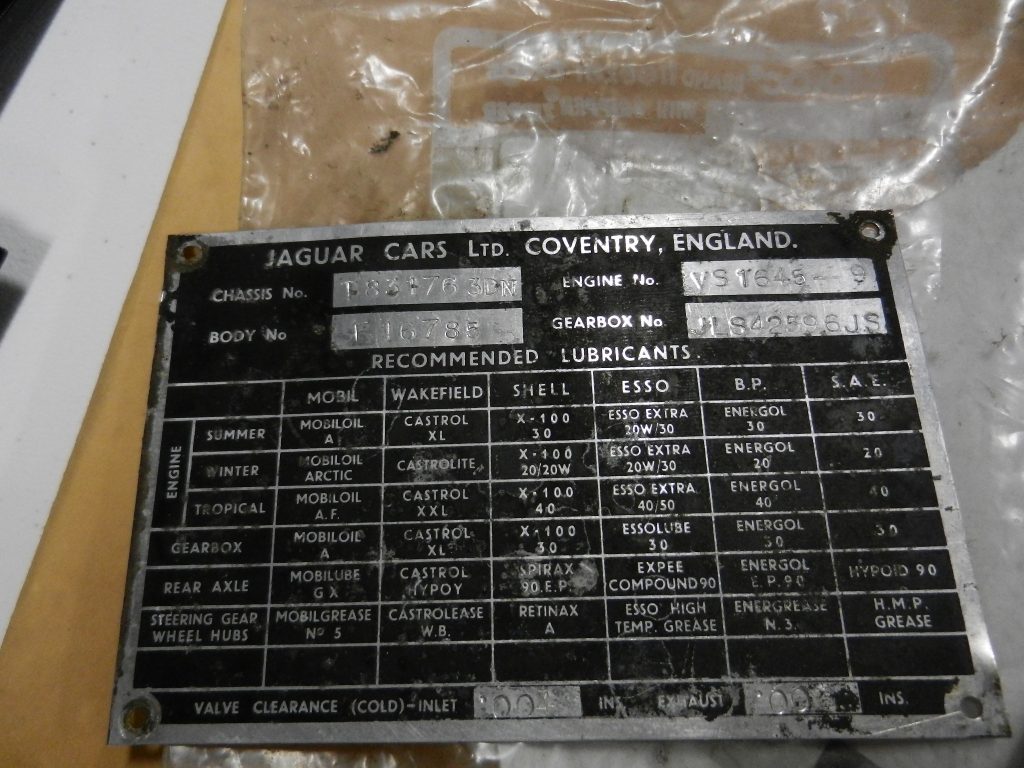 JAGUAR CARS LTD. COVENTRY, ENGLAND.
CHASSIS No. T831763DN ENGINE No. VS1645-9
BODY No GEARBOX No JLS42596JS
RECOMMENDED LUBRICANTS.
MOBIL WAKEFIELD SHELL ESSO B.P. S.A.E.
ENGINE
SUMMER MOBILOIL A CASTROL XL X-100 30 ESSO EXTRA 20W/30 ENERGOL 30 30
WINTER MOBILOIL ARCTIC CASTROLITE X-100 20/20W ESSO EXTRA 20W/30 ENERGOL 20 20
TROPICAL MOBILOIL A.F. CASTROL XXL X-100 40 ESSO EXTRA 40/50 ENERGOL 40 40
GEARBOX MOBILOIL A CASTROL XL X-100 30 ESSOLUBE 30 ENERGOL 30 30
REAR AXLE MOBILUBE GX CASTROL HYPOY SPIRAX 90 E.P. EXPEE COMPOUND 90 ENERGOL E.P. 90 HYPOID 90
STEERING GEAR WHEEL HUBS MOBILGREASE No 5 CASTROLEASE W.B. RETINAX A ESSO HIGH TEMP. GREASE ENERGREASE N.3. H.M.P. GREASE
VALVE CLEARANCE (COLD)-INLET INS EXHAUST INS.